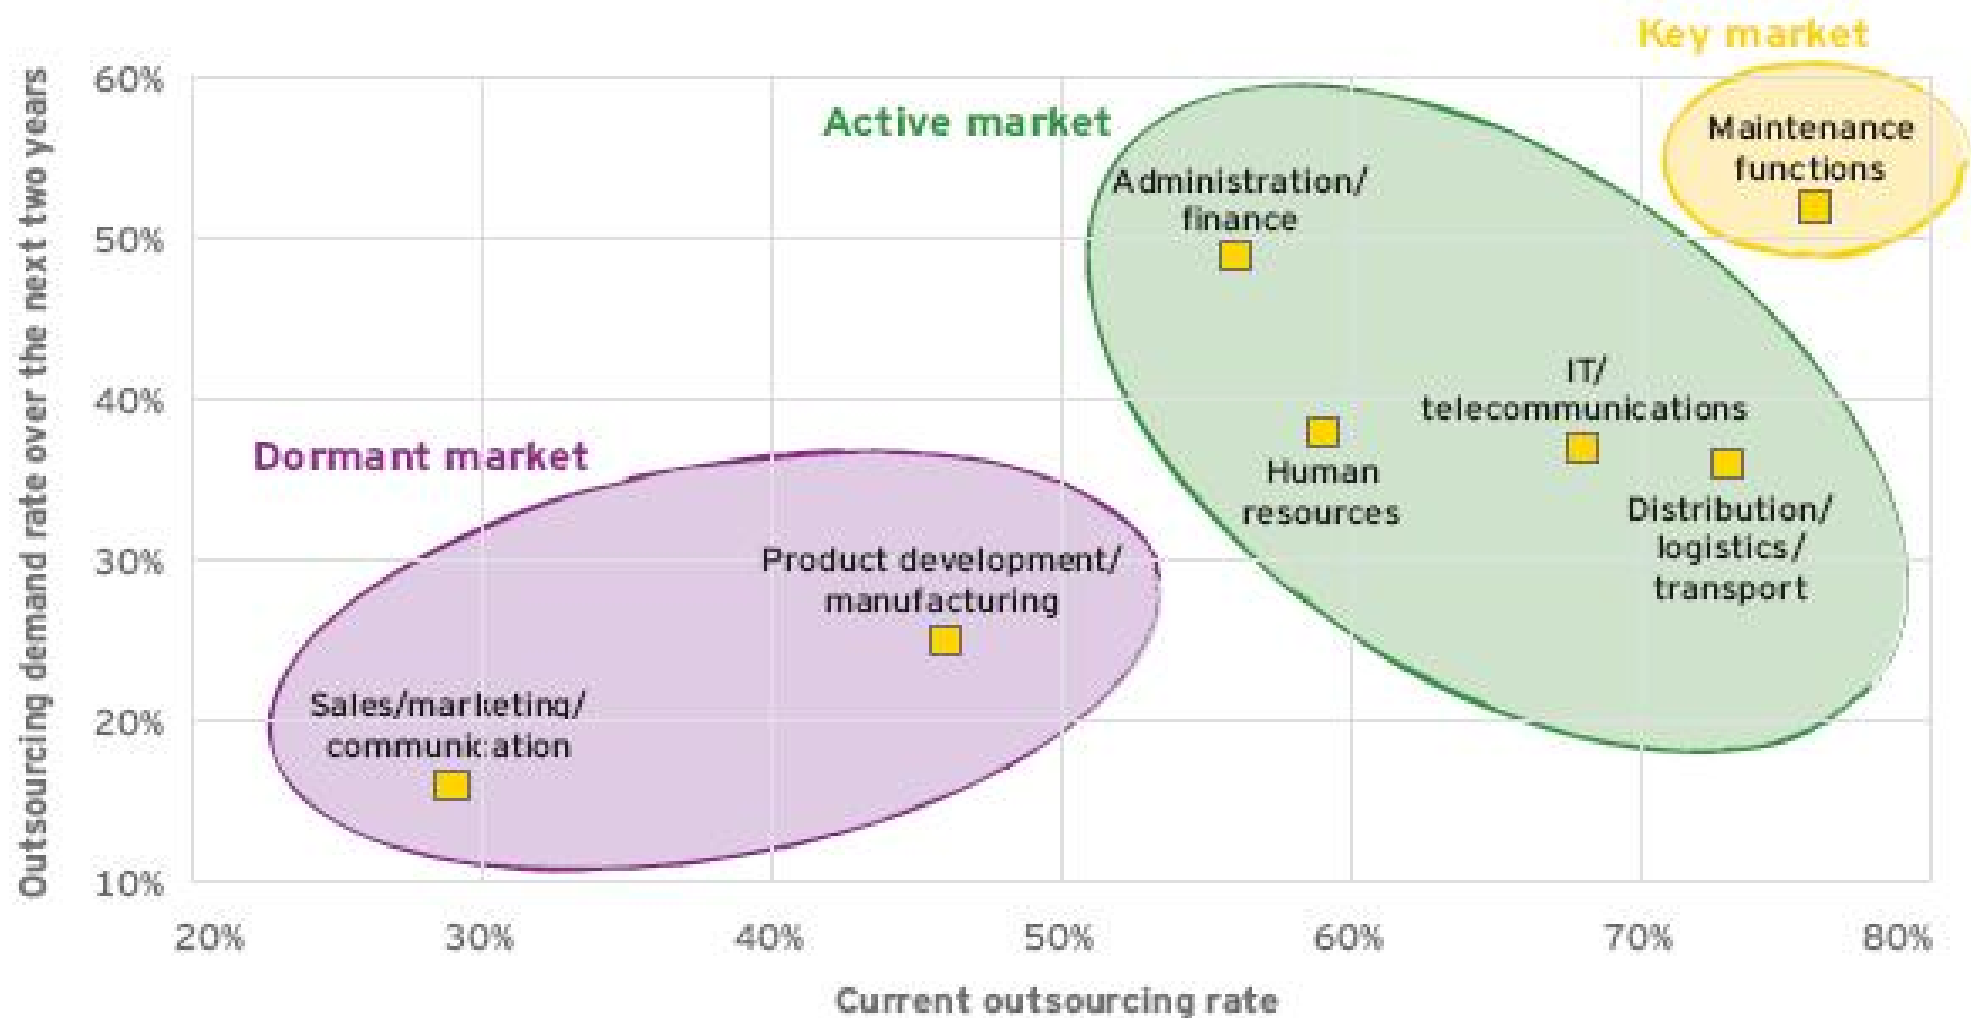 Key market
60%
Active market
Maintenance
functions
Administration/
finance
50%
IT/
telecommunications
40%
Dormant market
Human
resources
Distribution/
logistics/
transport
30%
Product development/
manufacturing
Sales/marketing/
communication
20%
10%
Outsourcing demand rate over the next two years
20% 30% 40% 50% 60% 70% 80%
Current outsourcing rate